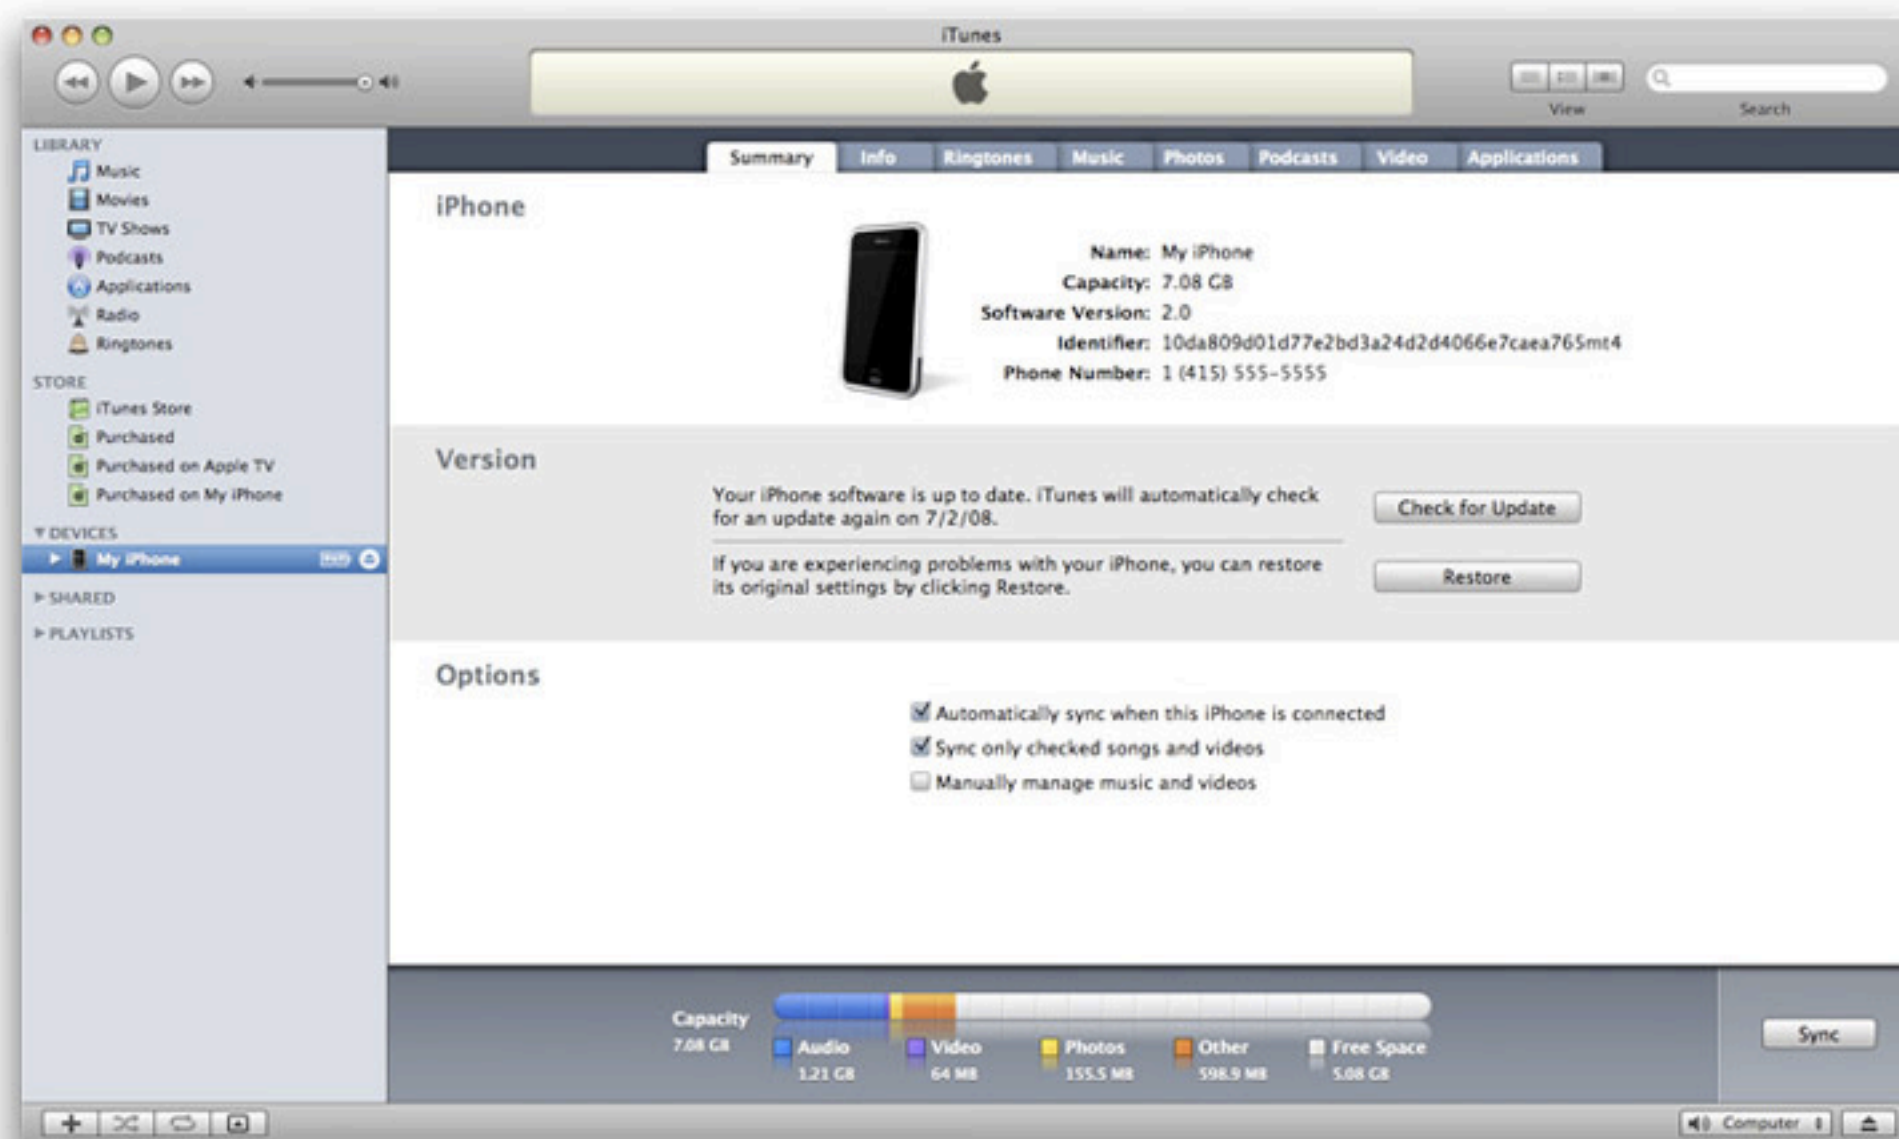 iTunes
View
Search
LIBRARY
Music
Movies
TV Shows
Podcasts
Applications
Radio
Ringtones
STORE
iTunes Store
Purchased
Purchased on Apple TV
Purchased on My iPhone
DEVICES
My iPhone
SHARED
PLAYLISTS
Summary Info Ringtones Music Photos Podcasts Video Applications
iPhone
Name: My iPhone
Capacity: 7.08 GB
Software Version: 2.0
Identifier: 10da809d01d77e2bd3a24d2d4066e7caea765mt4
Phone Number: 1 (415) 555-5555
Version
Your iPhone software is up to date. iTunes will automatically check
for an update again on 7/2/08.
Check for Update
If you are experiencing problems with your iPhone, you can restore
its original settings by clicking Restore.
Restore
Options
Automatically sync when this iPhone is connected
Sync only checked songs and videos
Manually manage music and videos
Capacity
7.08 GB
Audio
1.21 GB
Video
64 MB
Photos
155.5 MB
Other
598.9 MB
Free Space
5.08 GB
Sync
Computer